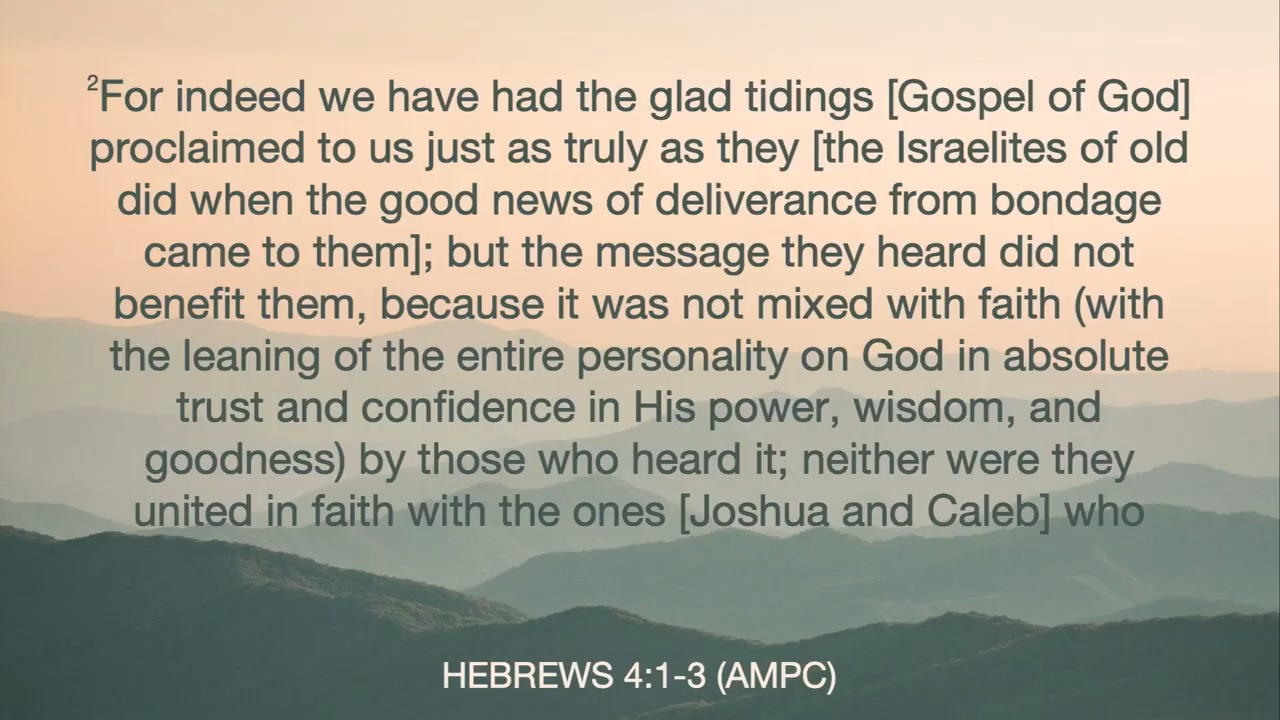 ²For indeed we have had the glad tidings [Gospel of God]
proclaimed to us just as truly as they [the Israelites of old
did when the good news of deliverance from bondage
came to them]; but the message they heard did not
benefit them, because it was not mixed with faith (with
the leaning of the entire personality on God in absolute
trust and confidence in His power, wisdom, and
goodness) by those who heard it; neither were they
united in faith with the ones [Joshua and Caleb] who
HEBREWS 4:1-3 (AMPC)